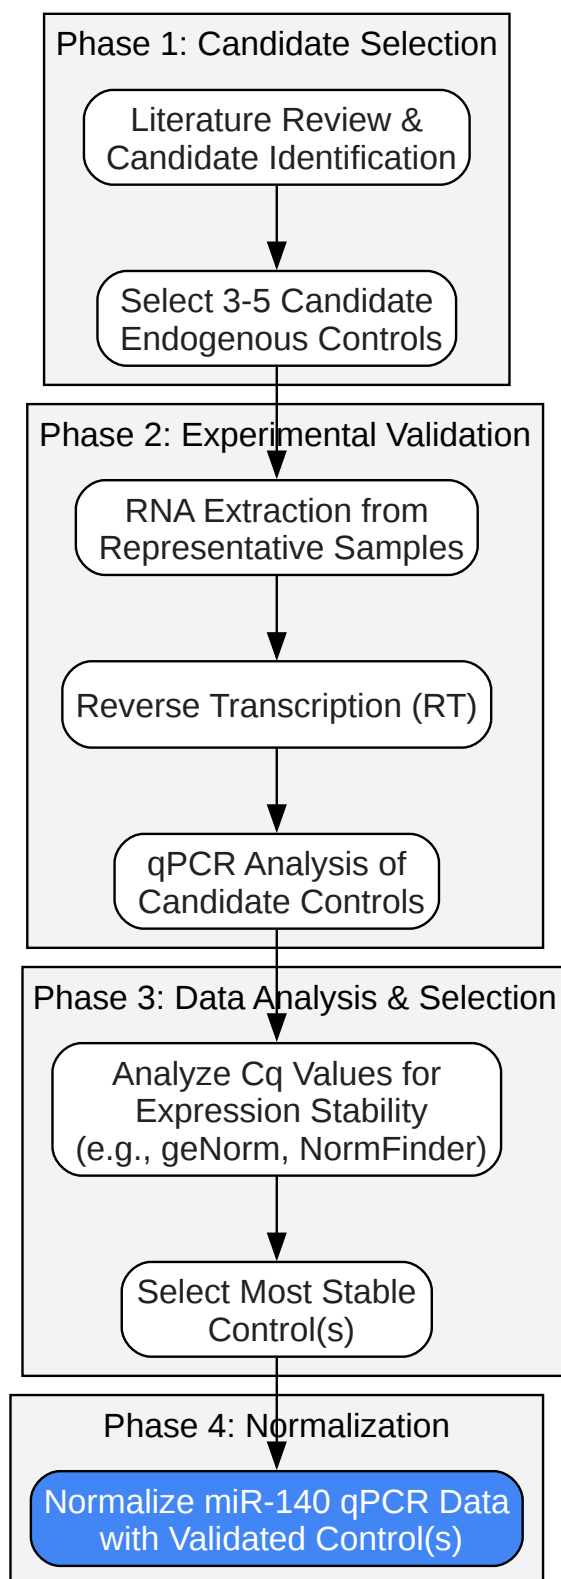 Phase 1: Candidate Selection
Literature Review &
Candidate Identification
Select 3-5 Candidate
Endogenous Controls
Phase 2: Experimental Validation
RNA Extraction from
Representative Samples
Reverse Transcription (RT)
qPCR Analysis of
Candidate Controls
Phase 3: Data Analysis & Selection
Analyze Cq Values for
Expression Stability
(e.g., geNorm, NormFinder)
Select Most Stable
Control(s)
Phase 4: Normalization
Normalize miR-140 qPCR Data
with Validated Control(s)